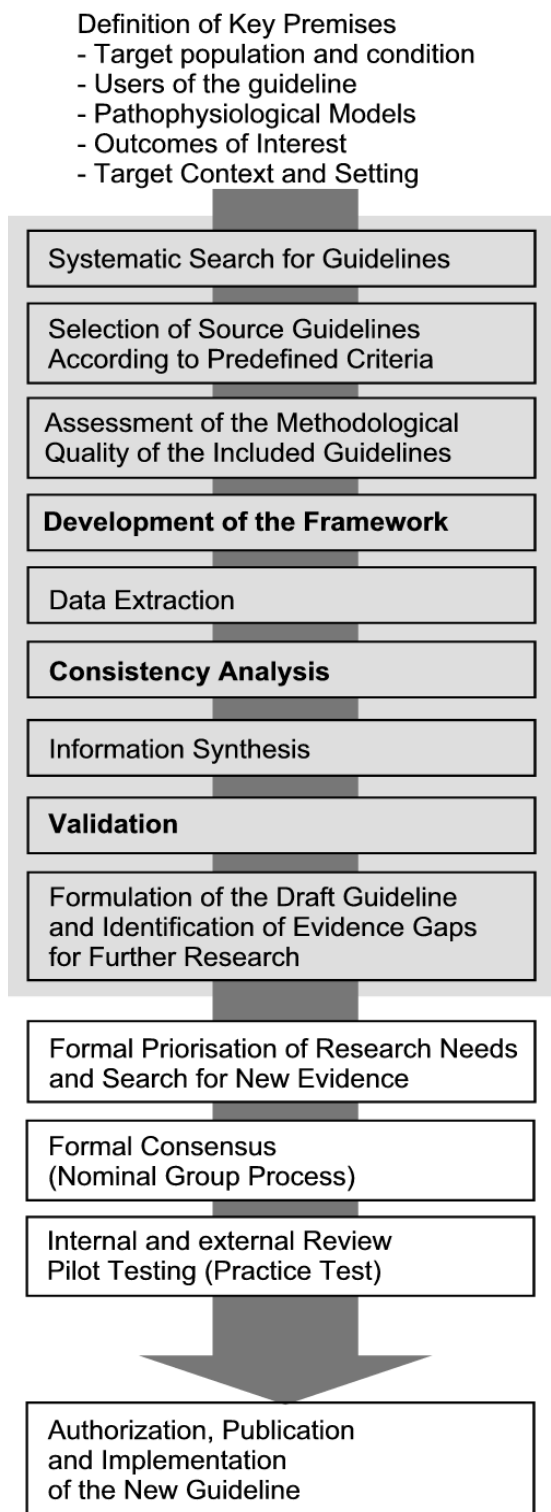 Definition of Key Premises
- Target population and condition
- Users of the guideline
- Pathophysiological Models
- Outcomes of Interest
- Target Context and Setting
Systematic Search for Guidelines
Selection of Source Guidelines
According to Predefined Criteria
Assessment of the Methodological
Quality of the Included Guidelines
Development of the Framework
Data Extraction
Consistency Analysis
Information Synthesis
Validation
Formulation of the Draft Guideline
and Identification of Evidence Gaps
for Further Research
Formal Priorisation of Research Needs
and Search for New Evidence
Formal Consensus
(Nominal Group Process)
Internal and external Review
Pilot Testing (Practice Test)
Authorization, Publication
and Implementation
of the New Guideline